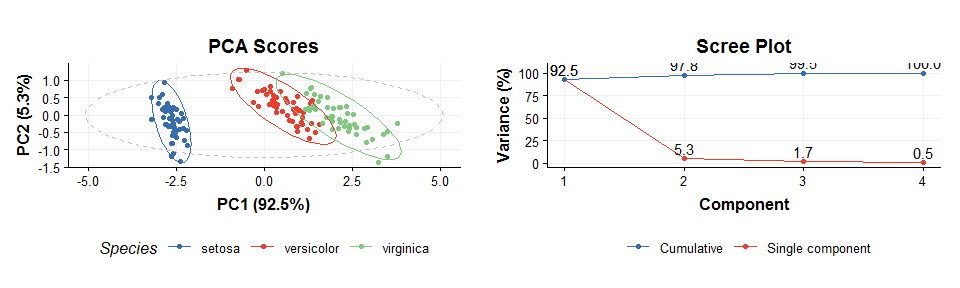 PCA Scores
PC2 (5.3%)
1.0
0.5
0.0
-0.5
-1.0
-1.5
-5.0 -2.5 0.0 2.5 5.0
PC1 (92.5%)
Species setosa versicolor virginica
Scree Plot
Variance (%)
100
75
50
25
0
92.5 97.8 99.5 100.0
5.3 1.7 0.5
1 2 3 4
Component
Cumulative Single component